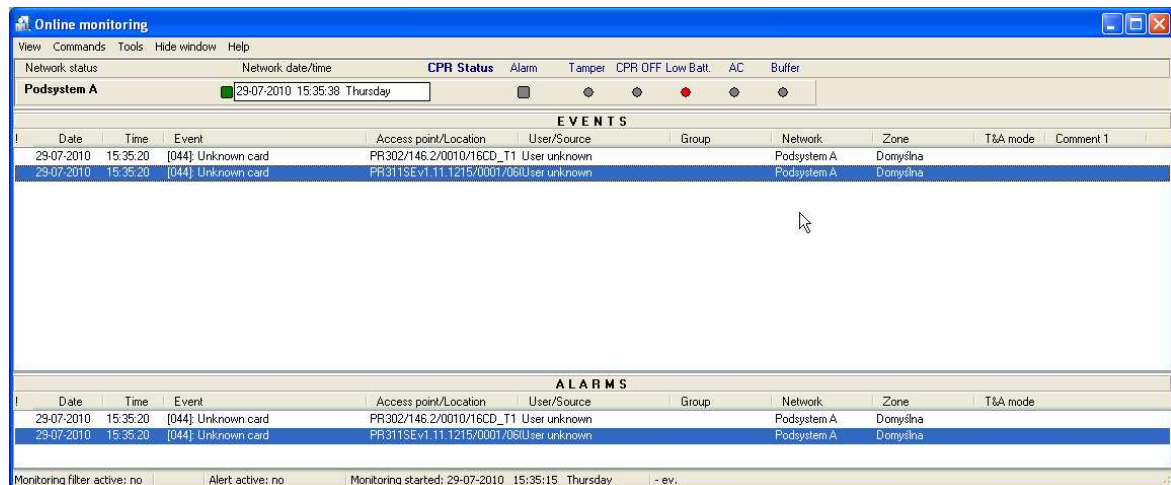 Online monitoring
View Commands Tools Hide window Help
Network status Network date/time CPR Status Alarm Tamper CPR OFF Low Batt. AC Buffer
Podsystem A 29-07-2010 15:35:38 Thursday
EVENTS
! Date Time Event Access point/Location User/Source Group Network Zone T&A mode Comment 1
29-07-2010 15:35:20 [044]: Unknown card PR302/146.2/0010/16CD_T1 User unknown Podsystem A Domyślna
29-07-2010 15:35:20 [044]: Unknown card PR311SEv1.11.1215/0001/06( User unknown Podsystem A Domyślna
ALARMS
! Date Time Event Access point/Location User/Source Group Network Zone T&A mode
29-07-2010 15:35:20 [044]: Unknown card PR302/146.2/0010/16CD_T1 User unknown Podsystem A Domyślna
29-07-2010 15:35:20 [044]: Unknown card PR311SEv1.11.1215/0001/06( User unknown Podsystem A Domyślna
Monitoring filter active: no Alert active: no Monitoring started: 29-07-2010 15:35:15 Thursday - ev.